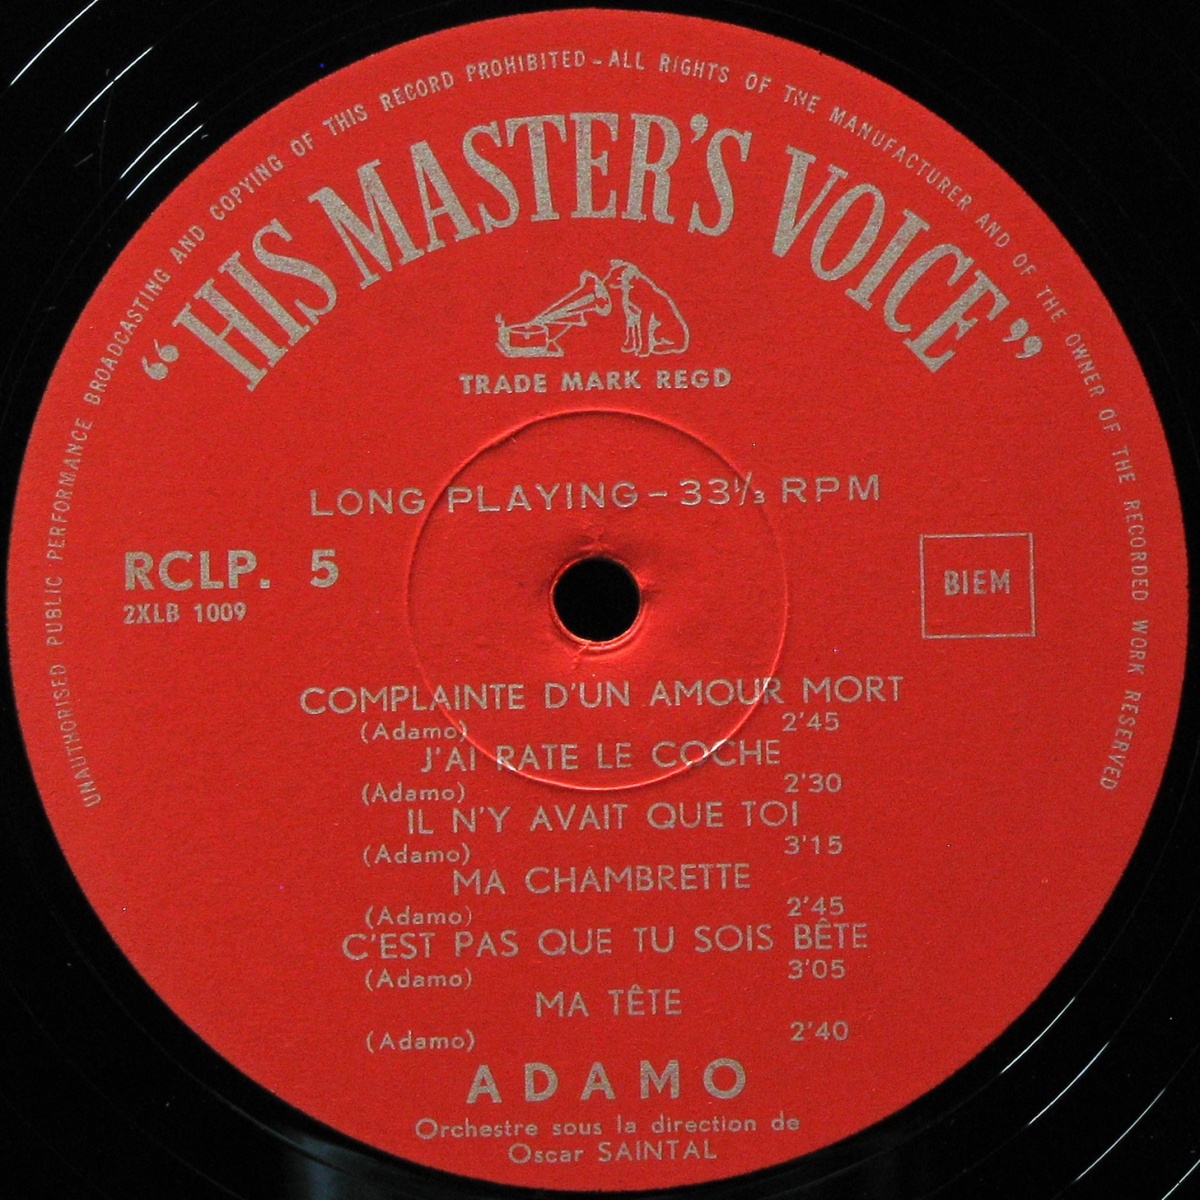 UNAUTHORISED PUBLIC PERFORMANCE BROADCASTING AND COPYING OF THIS RECORD PROHIBITED - ALL RIGHTS OF THE MANUFACTURER AND OF THE OWNER OF THE RECORDED WORK RESERVED
"HIS MASTER'S VOICE"
TRADE MARK REGD
LONG PLAYING - 33⅓ RPM
RCLP. 5
2XLB 1009
BIEM
COMPLAINTE D'UN AMOUR MORT
(Adamo) 2'45
J'AI RATE LE COCHE
(Adamo) 2'30
IL N'Y AVAIT QUE TOI
(Adamo) 3'15
MA CHAMBRETTE
(Adamo) 2'45
C'EST PAS QUE TU SOIS BÊTE
(Adamo) 3'05
MA TÊTE
(Adamo) 2'40
ADAMO
Orchestre sous la direction de
Oscar SAINTAL